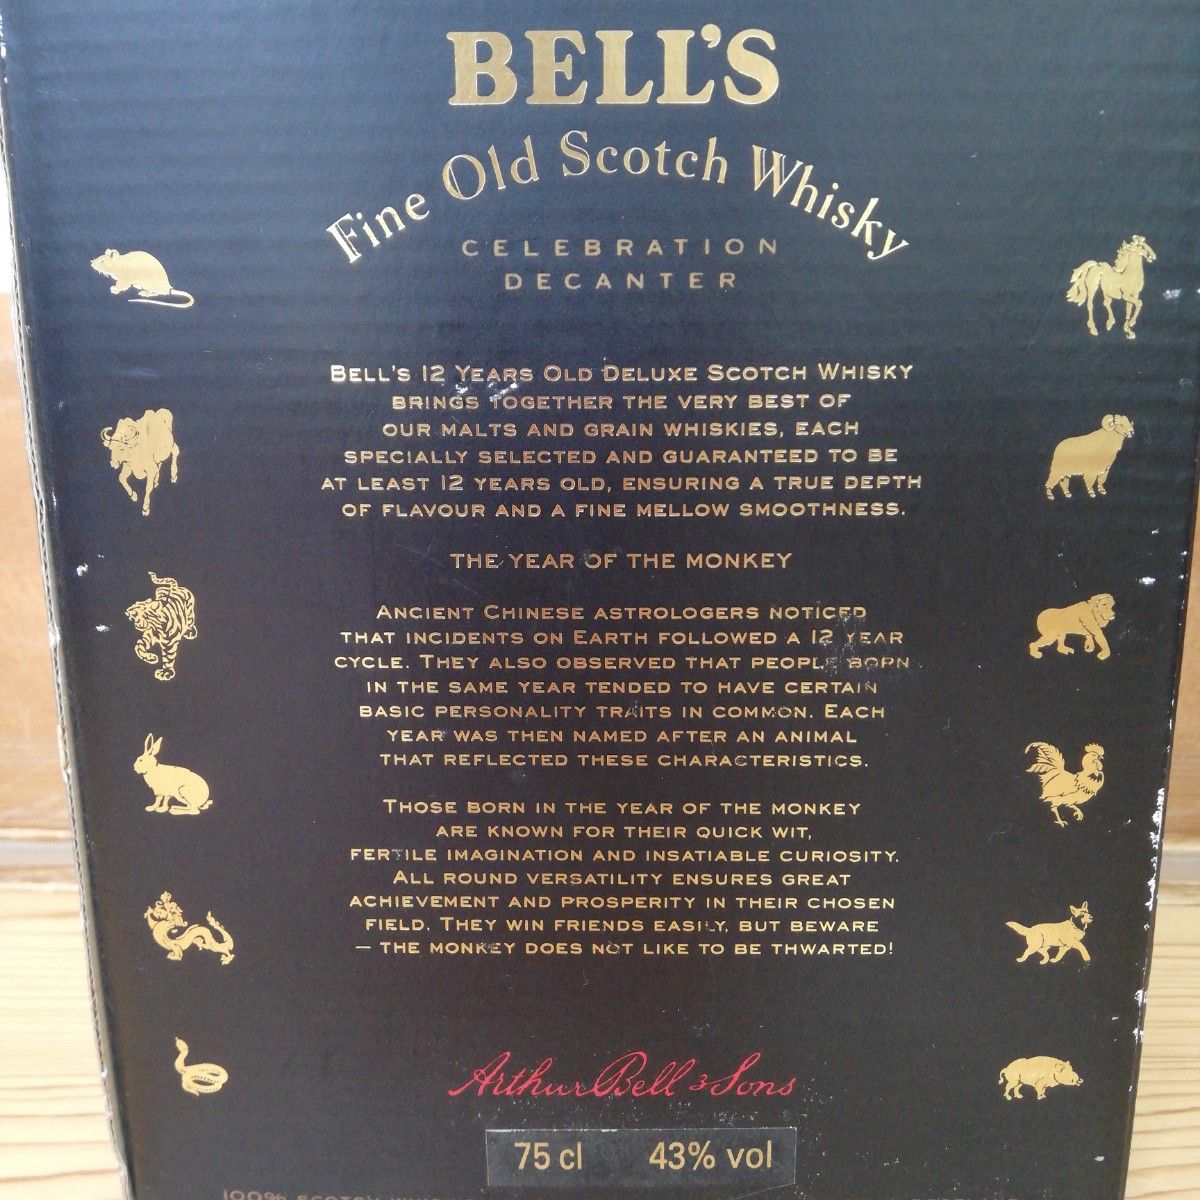 BELL'S
Fine Old Scotch Whisky
CELEBRATION
DECANTER
BELL'S 12 YEARS OLD DELUXE SCOTCH WHISKY
BRINGS TOGETHER THE VERY BEST OF
OUR MALTS AND GRAIN WHISKIES, EACH
SPECIALLY SELECTED AND GUARANTEED TO BE
AT LEAST 12 YEARS OLD, ENSURING A TRUE DEPTH
OF FLAVOUR AND A FINE MELLOW SMOOTHNESS.
THE YEAR OF THE MONKEY
ANCIENT CHINESE ASTROLOGERS NOTICED
THAT INCIDENTS ON EARTH FOLLOWED A 12 YEAR
CYCLE. THEY ALSO OBSERVED THAT PEOPLE BORN
IN THE SAME YEAR TENDED TO HAVE CERTAIN
BASIC PERSONALITY TRAITS IN COMMON. EACH
YEAR WAS THEN NAMED AFTER AN ANIMAL
THAT REFLECTED THESE CHARACTERISTICS.
THOSE BORN IN THE YEAR OF THE MONKEY
ARE KNOWN FOR THEIR QUICK WIT,
FERTILE IMAGINATION AND INSATIABLE CURIOSITY.
ALL ROUND VERSATILITY ENSURES GREAT
ACHIEVEMENT AND PROSPERITY IN THEIR CHOSEN
FIELD. THEY WIN FRIENDS EASILY, BUT BEWARE
– THE MONKEY DOES NOT LIKE TO BE THWARTED!
Arthur Bell & Sons
75 cl 43% vol
100% SCOTCH